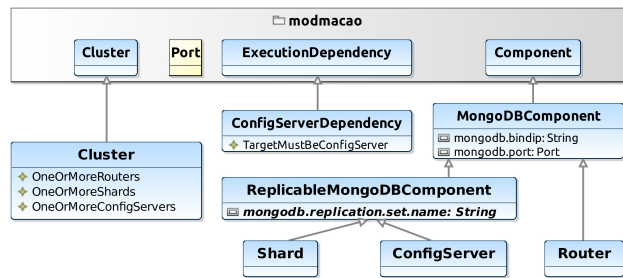 modmacao
Cluster
Port
ExecutionDependency
Component
ConfigServerDependency
TargetMustBeConfigServer
MongoDBComponent
mongodb.bindip: String
mongodb.port: Port
Cluster
OneOrMoreRouters
OneOrMoreShards
OneOrMoreConfigServers
ReplicableMongoDBComponent
mongodb.replication.set.name: String
Shard
ConfigServer
Router